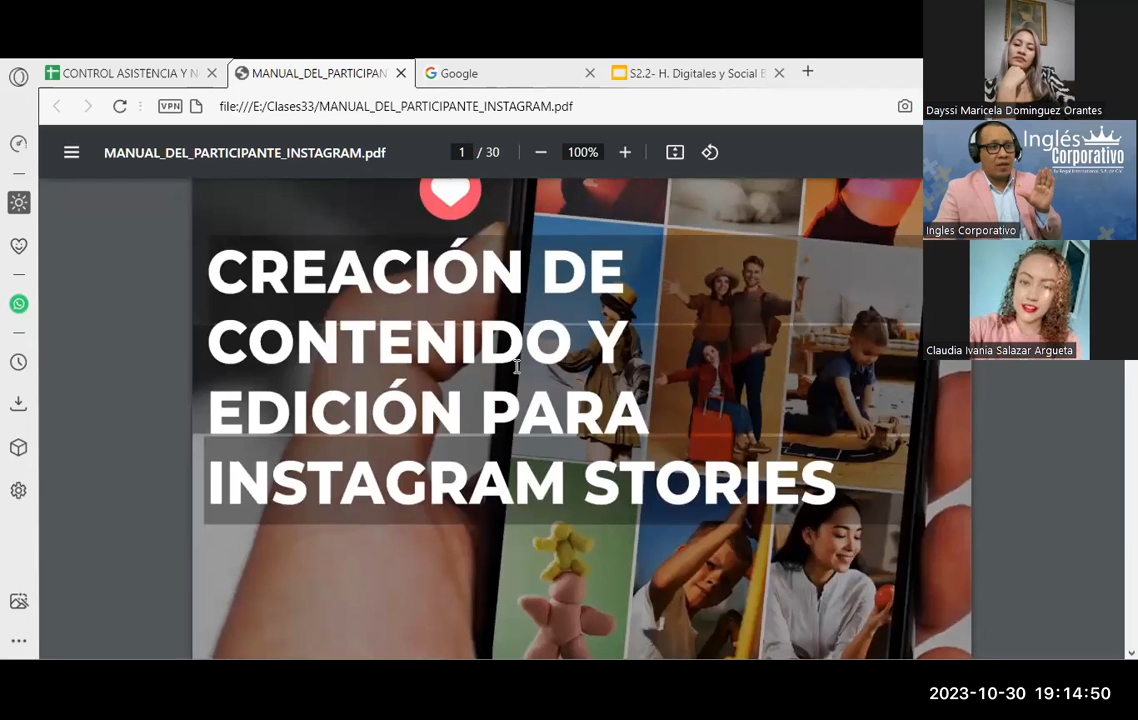 CONTROL ASISTENCIA Y N
MANUAL_DEL_PARTICIPAN
Google
S2.2- H. Digitales y Social B
VPN
file:///E:/Clases33/MANUAL_DEL_PARTICIPANTE_INSTAGRAM.pdf
MANUAL_DEL_PARTICIPANTE_INSTAGRAM.pdf
1 / 30
100%
CREACIÓN DE
CONTENIDO Y
EDICIÓN PARA
INSTAGRAM STORIES
Dayssi Maricela Dominguez Orantes
Inglés
Corporativo
Ingles Corporativo
Claudia Ivania Salazar Argueta
2023-10-30 19:14:50